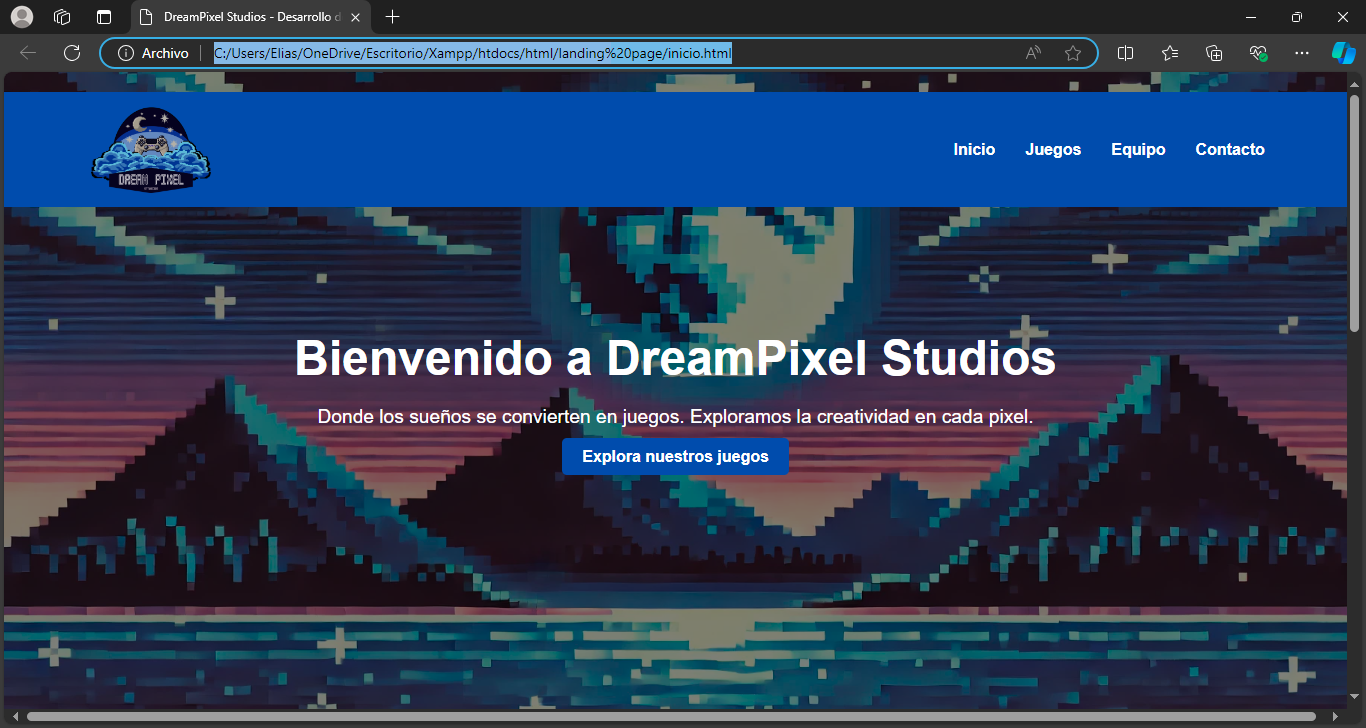 DreamPixel Studios - Desarrollo d
Archivo
C:/Users/Elias/OneDrive/Escritorio/Xampp/htdocs/html/landing%20page/inicio.html
DREAM PIXEL
Inicio
Juegos
Equipo
Contacto
Bienvenido a DreamPixel Studios
Donde los sueños se convierten en juegos. Exploramos la creatividad en cada pixel.
Explora nuestros juegos